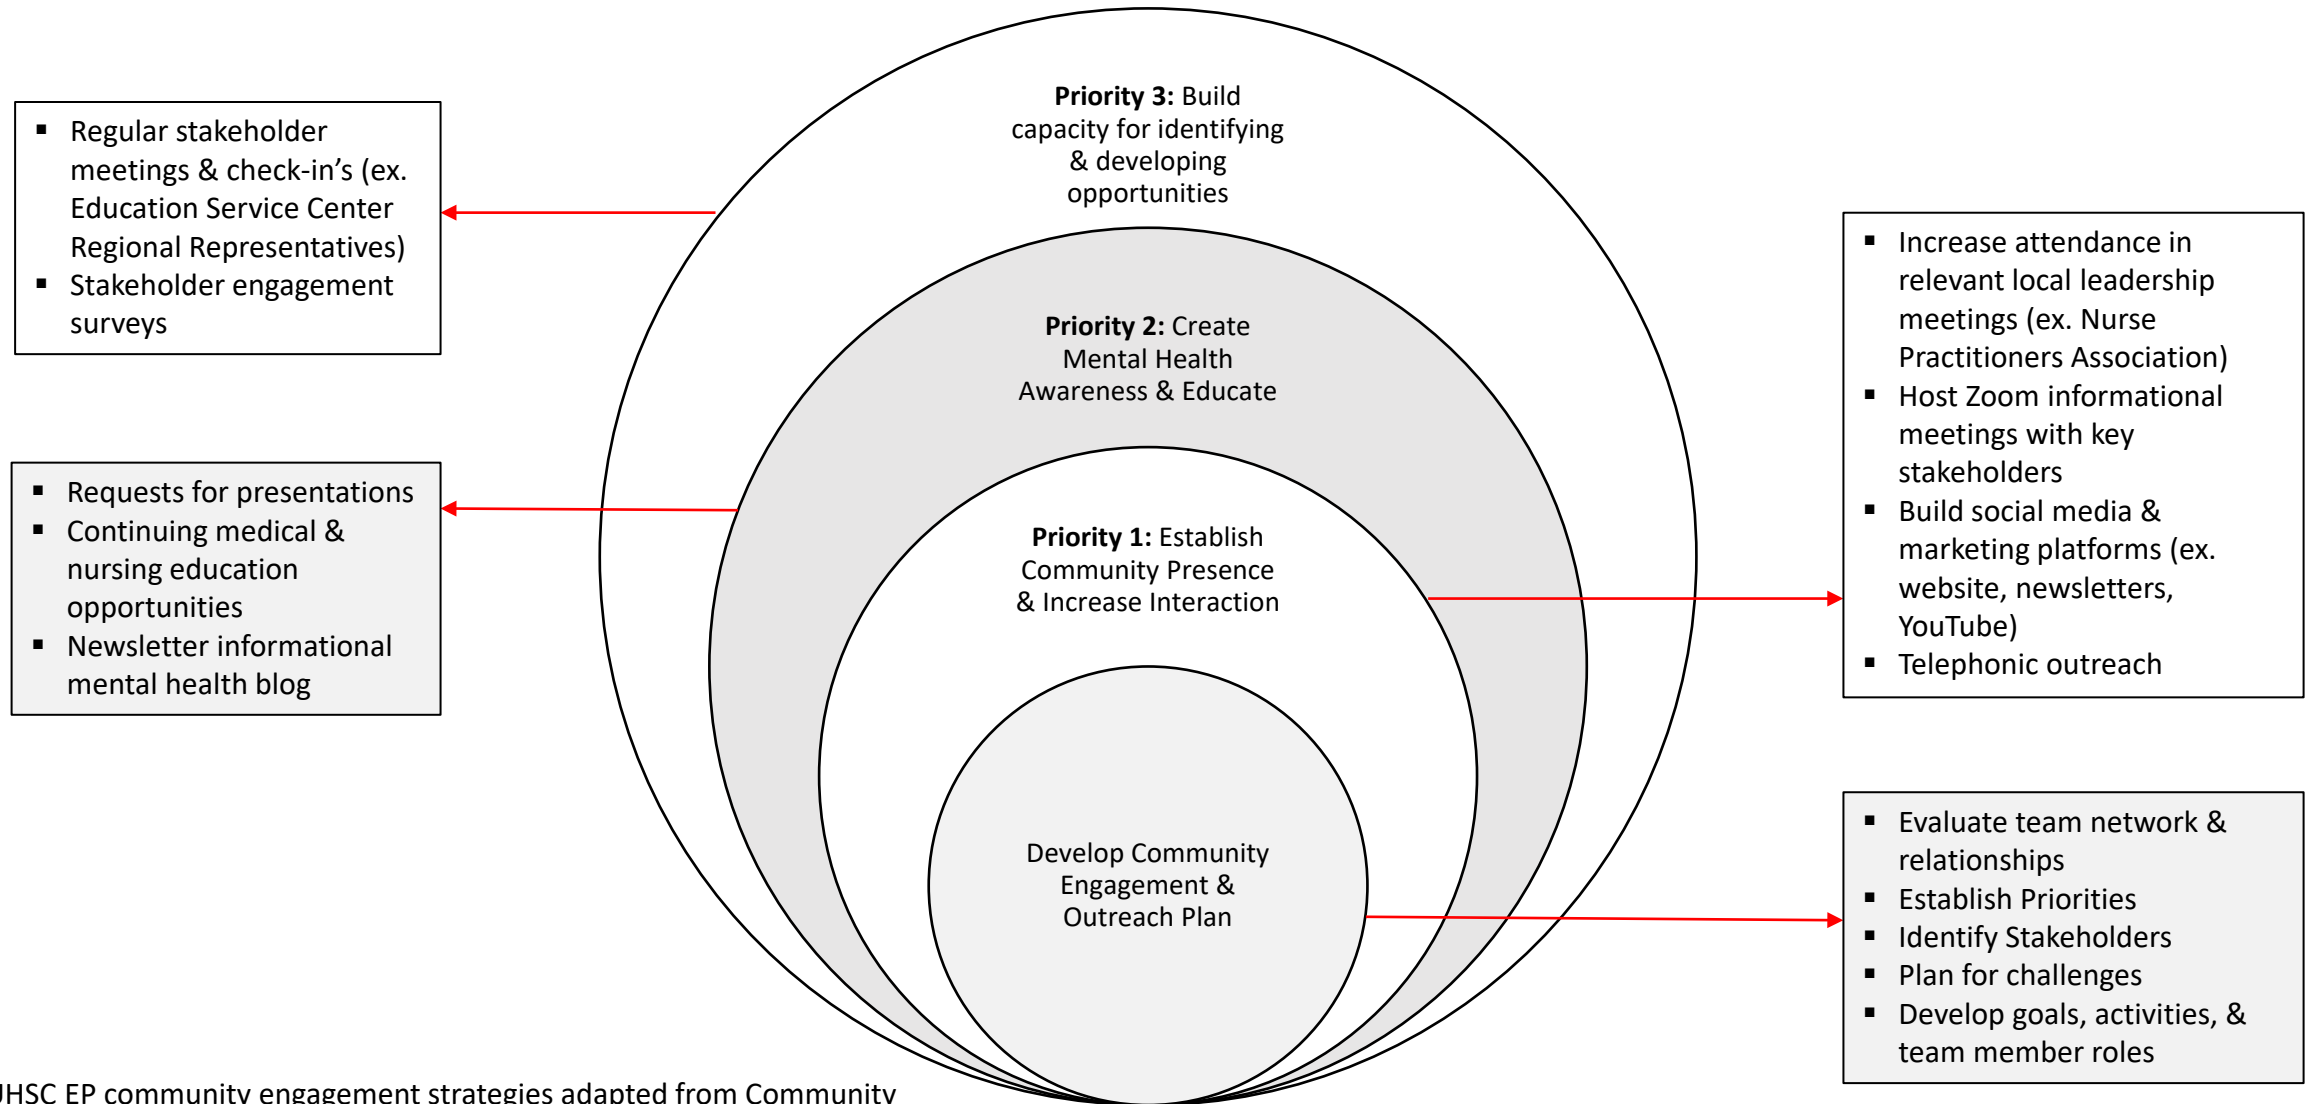 Priority 3: Build
capacity for identifying
& developing
opportunities
▪ Regular stakeholder
meetings & check-in’s (ex.
Education Service Center
Regional Representatives)
▪ Stakeholder engagement
surveys
Priority 2: Create
Mental Health
Awareness & Educate
▪ Requests for presentations
▪ Continuing medical &
nursing education
opportunities
▪ Newsletter informational
mental health blog
Priority 1: Establish
Community Presence
& Increase Interaction
▪ Increase attendance in
relevant local leadership
meetings (ex. Nurse
Practitioners Association)
▪ Host Zoom informational
meetings with key
stakeholders
▪ Build social media &
marketing platforms (ex.
website, newsletters,
YouTube)
▪ Telephonic outreach
Develop Community
Engagement &
Outreach Plan
▪ Evaluate team network &
relationships
▪ Establish Priorities
▪ Identify Stakeholders
▪ Plan for challenges
▪ Develop goals, activities, &
team member roles
EP community engagement strategies adapted from Community